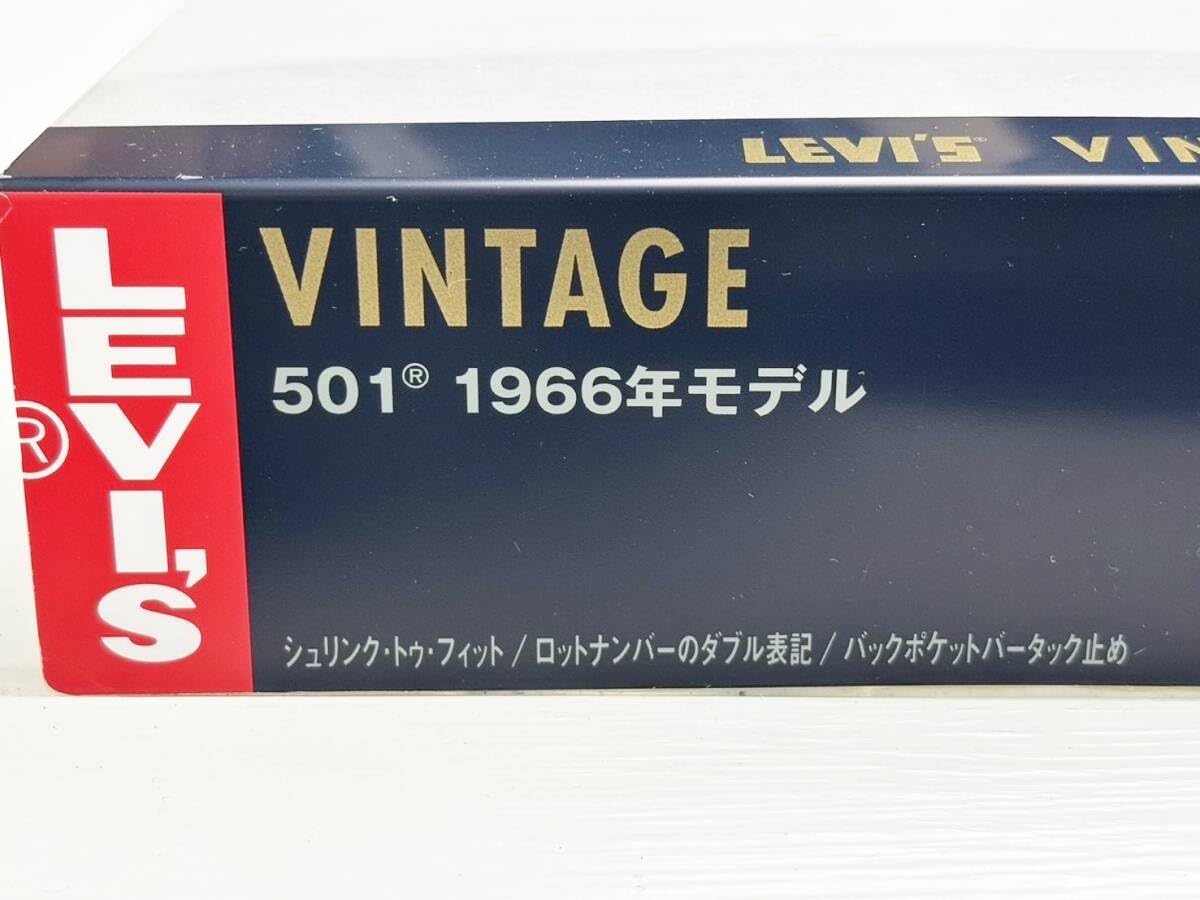 LEVI'S®
LEVI'S®
VINTAGE
501® 1966年モデル
シュリンク・トゥ・フィット / ロットナンバーのダブル表記 / バックポケットバータック止め